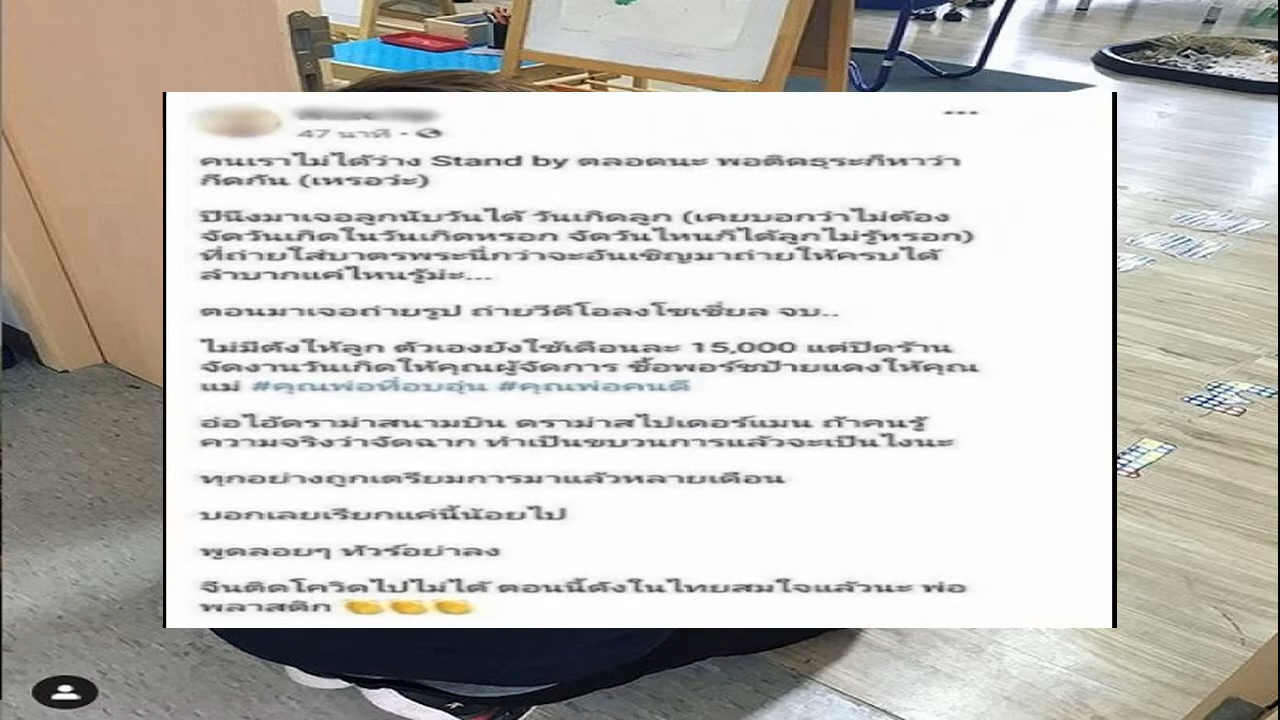 47 นาที
คนเราไม่ได้ว่าง Stand by ตลอดนะ พอติดธุระก็หาว่า
กีดกัน (เหรอว่ะ)
ปีนึงมาเจอลูกนับวันได้ วันเกิดลูก (เคยบอกว่าไม่ต้อง
จัดวันเกิดในวันเกิดหรอก จัดวันไหนก็ได้ลูกไม่รู้หรอก)
ที่ถ่ายใส่บาตรพระนี่กว่าจะอันเชิญมาถ่ายให้ครบได้
ลำบากแค่ไหนรู้ม่ะ...
ตอนมาเจอถ่ายรูป ถ่ายวีดีโอลงโซเชี่ยล จบ..
ไม่มีตังให้ลูก ตัวเองยังใช้เดือนละ 15,000 แต่ปิดร้าน
จัดงานวันเกิดให้คุณผู้จัดการ ซื้อพอร์ชป้ายแดงให้คุณ
แม่ #คุณพ่อที่อบอุ่น #คุณพ่อคนดี
อ่อไอ้ดราม่าสนามบิน ดราม่าสไปเดอร์แมน ถ้าคนรู้
ความจริงว่าจัดฉาก ทำเป็นขบวนการแล้วจะเป็นไงนะ
ทุกอย่างถูกเตรียมการมาแล้วหลายเดือน
บอกเลยเรียกแค่นี้น้อยไป
พูดลอยๆ ทัวร์อย่าลง
จีนติดโควิดไปไม่ได้ ตอนนี้ดังในไทยสมใจแล้วนะ พ่อ
พลาสติก 👏👏👏